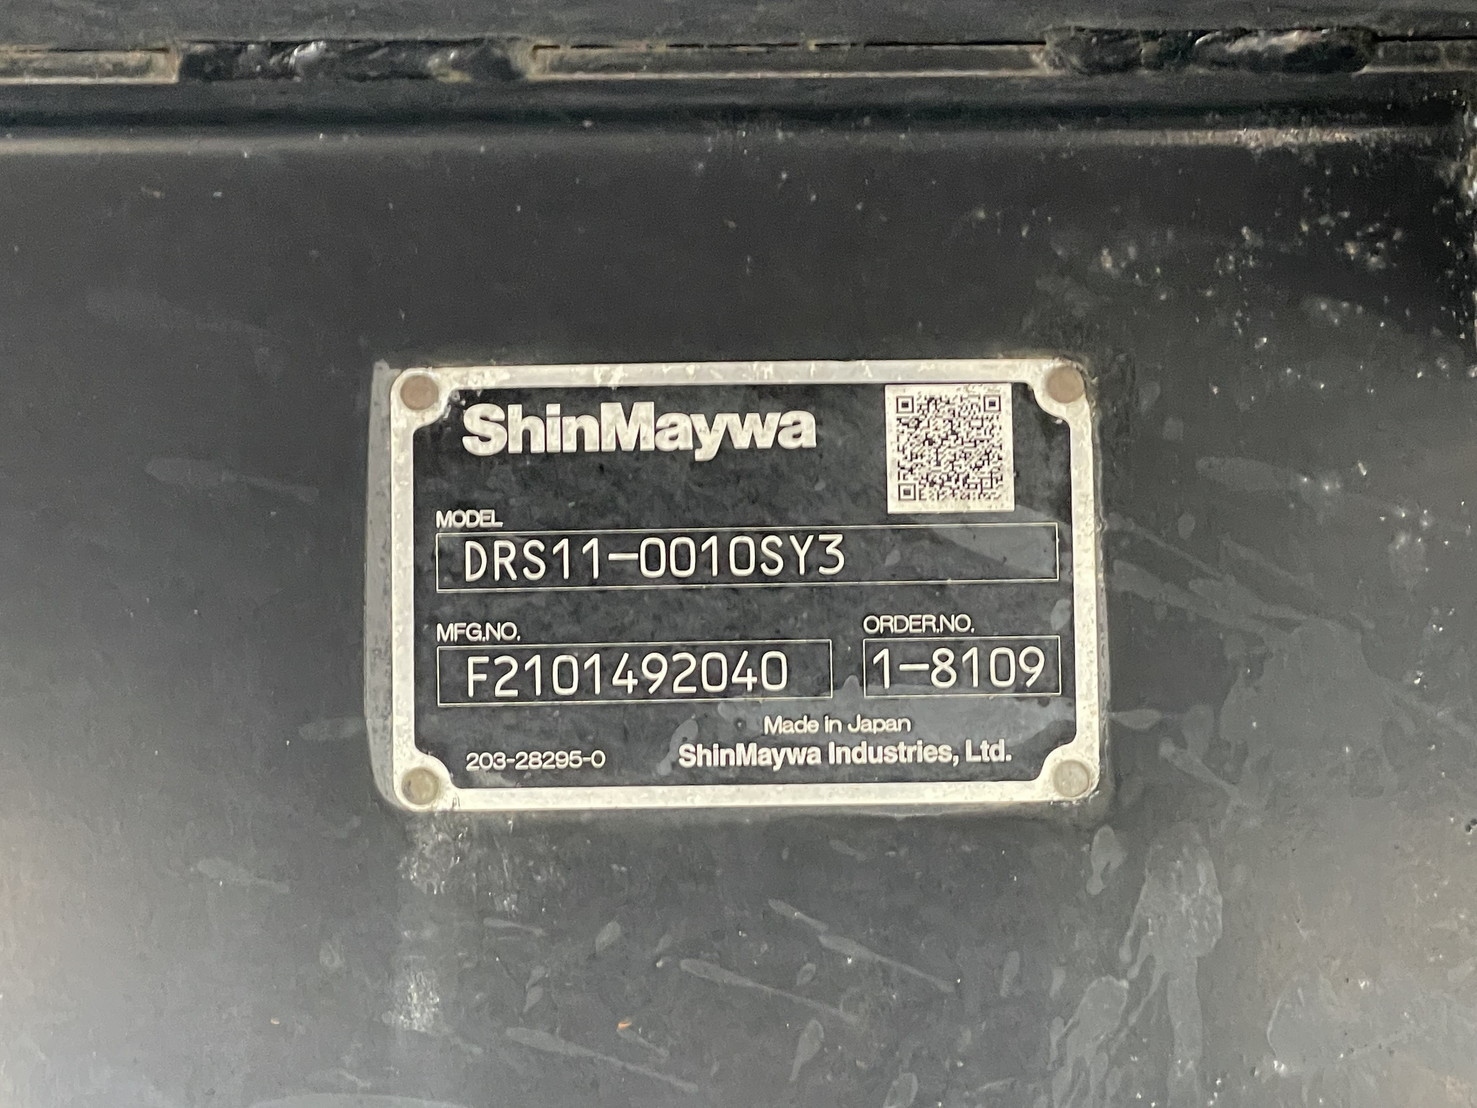 ShinMaywa
MODEL
DRS11-0010SY3
MFG.NO. ORDER.NO.
F2101492040 1-8109
Made in Japan
203-28295-0 ShinMaywa Industries, Ltd.